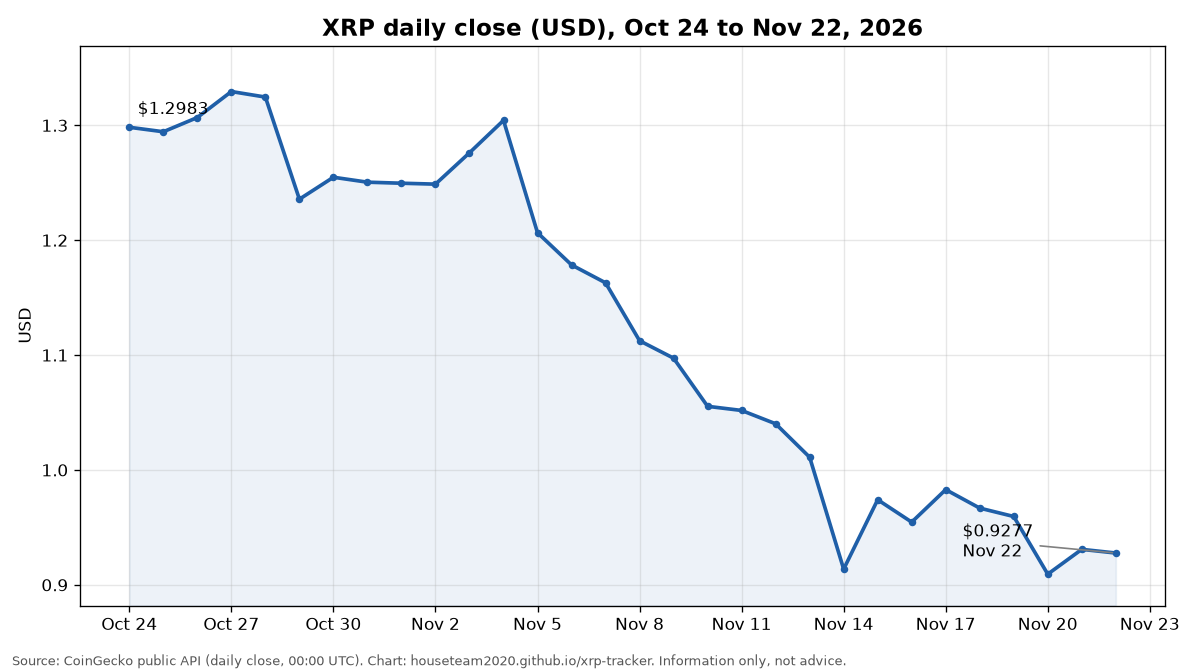 XRP daily close (USD), Oct 24 to Nov 22, 2026
USD
1.3
1.2
1.1
1.0
0.9
$1.2983
$0.9277
Nov 22
Oct 24 Oct 27 Oct 30 Nov 2 Nov 5 Nov 8 Nov 11 Nov 14 Nov 17 Nov 20 Nov 23
Source: CoinGecko public API (daily close, 00:00 UTC). Chart: houseteam2020.github.io/xrp-tracker. Information only, not advice.